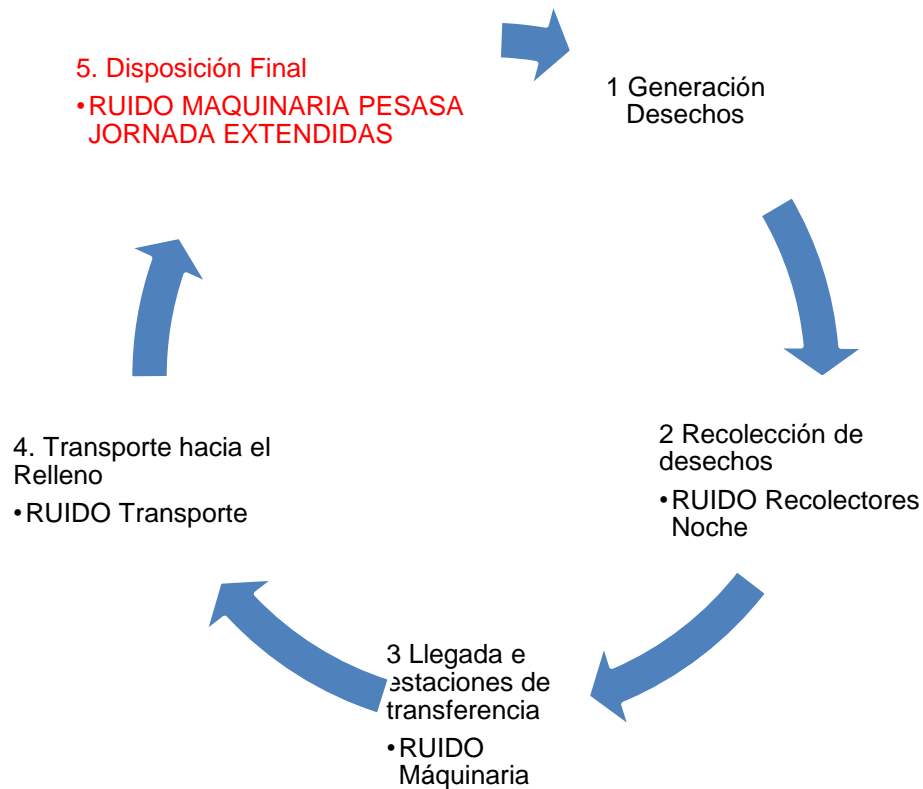 5. Disposición Final
•RUIDO MAQUINARIA PESASA
JORNADA EXTENDIDAS
1 Generación
Desechos
2 Recolección de
desechos
•RUIDO Recolectores
Noche
3 Llegada e
estaciones de
transferencia
•RUIDO
Máquinaria
4. Transporte hacia el
Relleno
•RUIDO Transporte